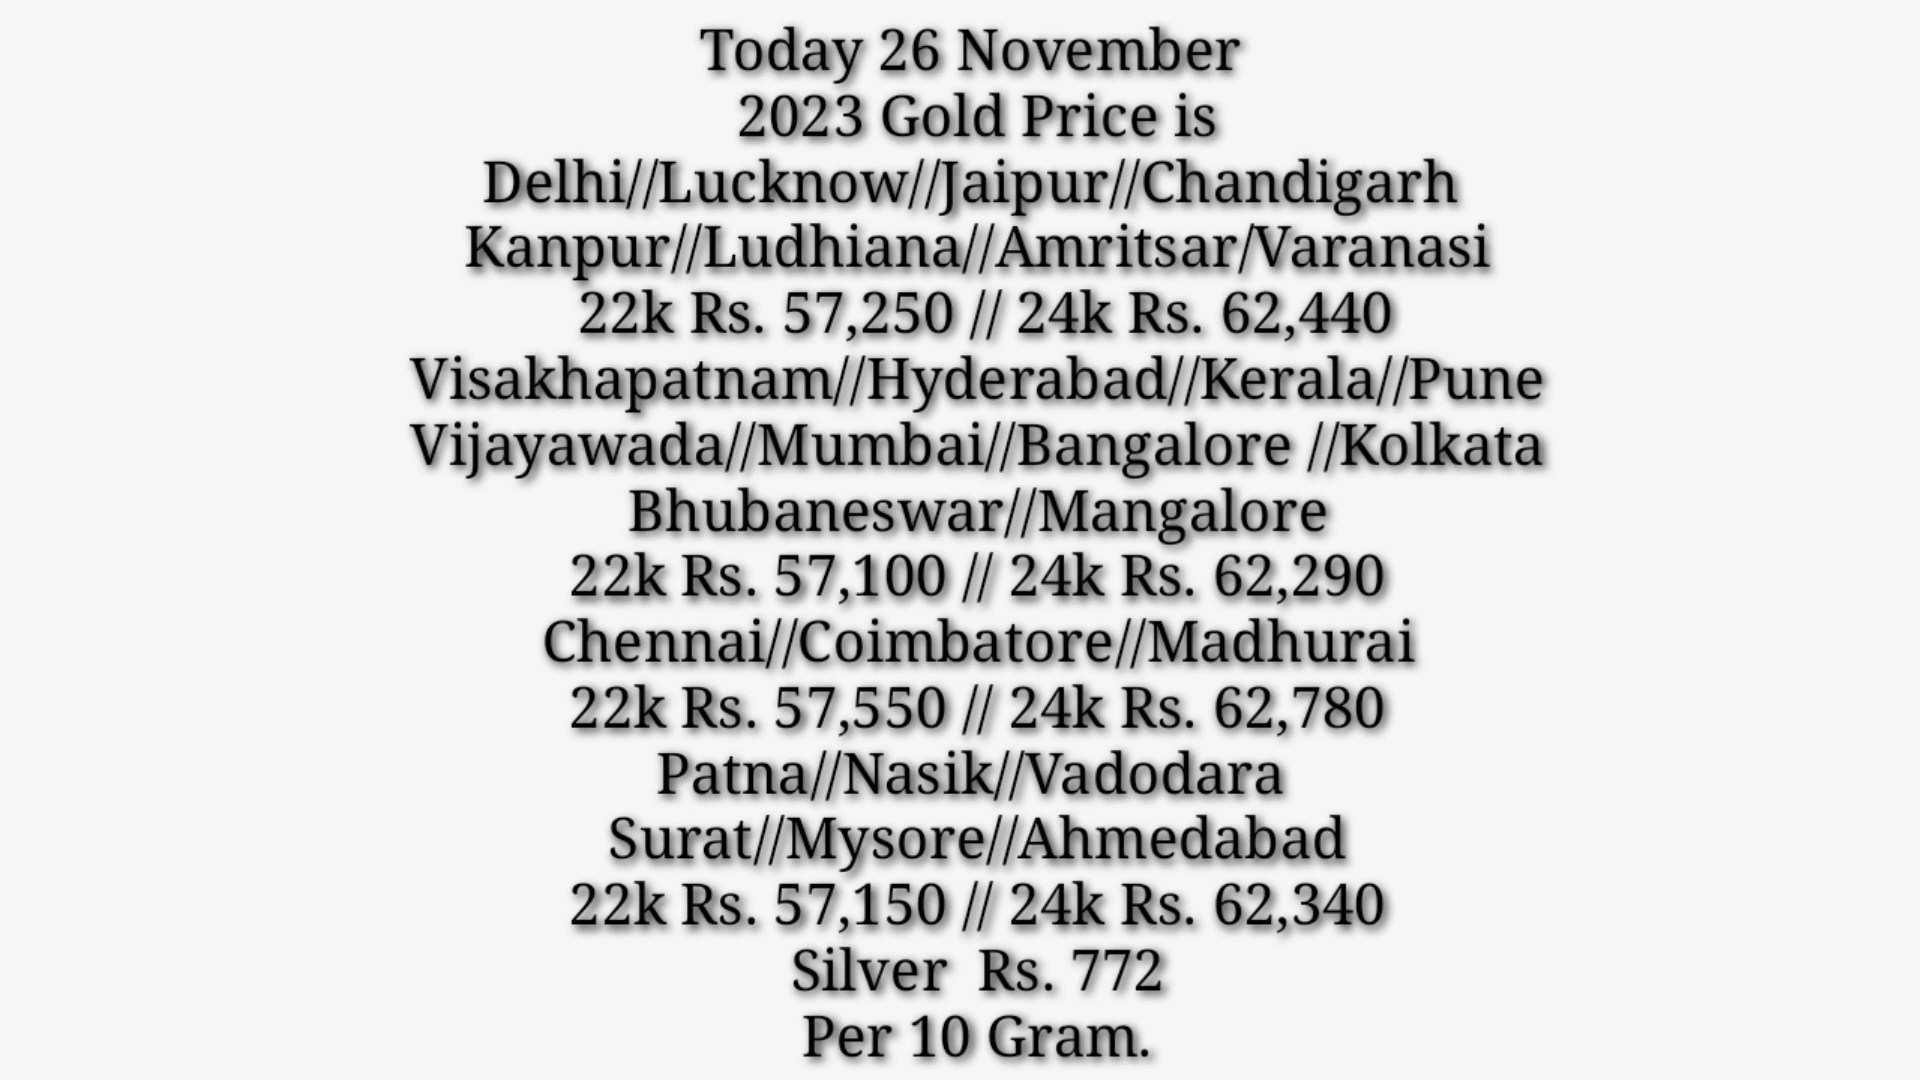 Today 26 November
2023 Gold Price is
Delhi//Lucknow//Jaipur//Chandigarh
Kanpur//Ludhiana//Amritsar/Varanasi
22k Rs. 57,250 // 24k Rs. 62,440
Visakhapatnam//Hyderabad//Kerala//Pune
Vijayawada//Mumbai//Bangalore //Kolkata
Bhubaneswar//Mangalore
22k Rs. 57,100 // 24k Rs. 62,290
Chennai//Coimbatore//Madhurai
22k Rs. 57,550 // 24k Rs. 62,780
Patna//Nasik//Vadodara
Surat//Mysore//Ahmedabad
22k Rs. 57,150 // 24k Rs. 62,340
Silver  Rs. 772
Per 10 Gram.